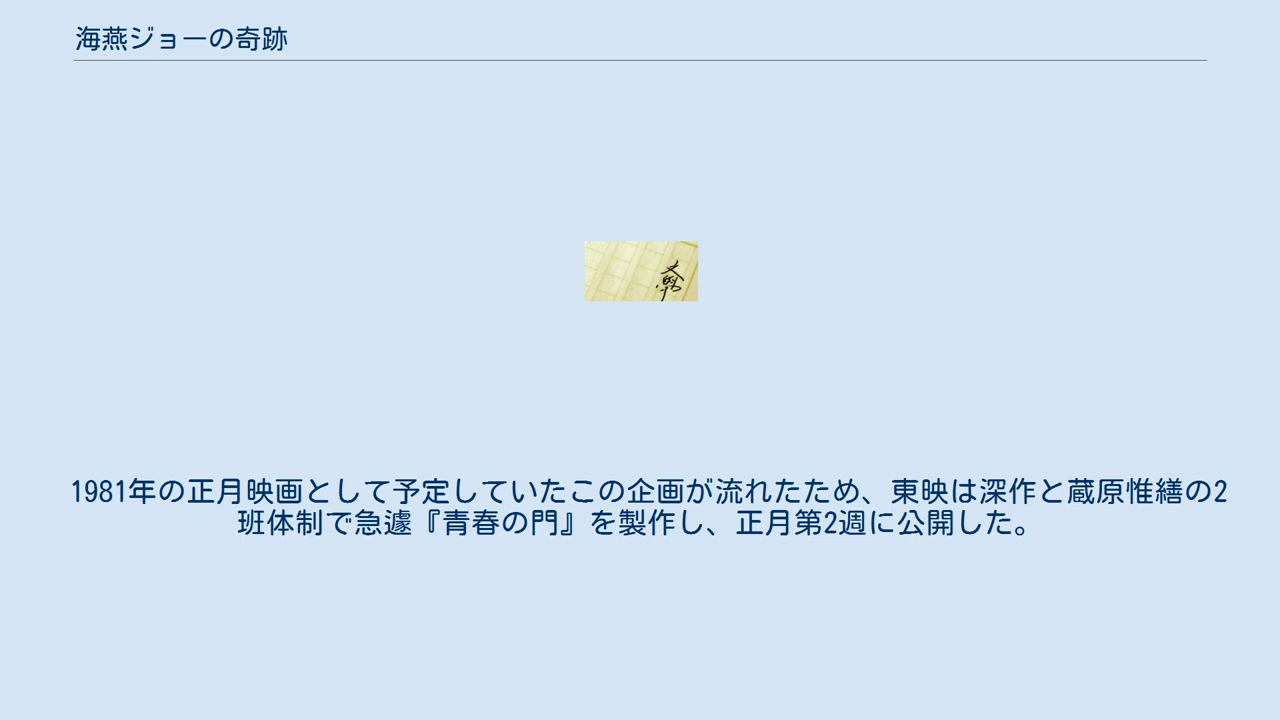 海燕ジョーの奇跡
1981年の正月映画として予定していたこの企画が流れたため、東映は深作と蔵原惟繕の2
班体制で急遽『青春の門』を製作し、正月第2週に公開した。